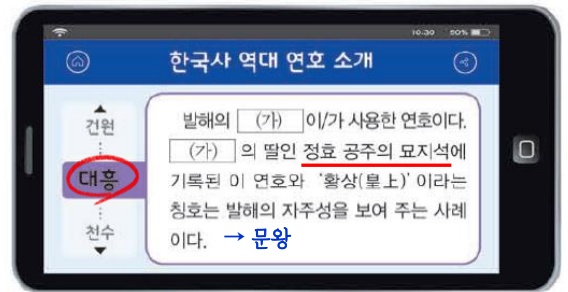 10:30 50%
한국사 역대 연호 소개
건원
대흥
천수
발해의 (가) 이/가 사용한 연호이다.
(가) 의 딸인 정효 공주의 묘지석에
기록된 이 연호와 '황상(皇上)'이라는
칭호는 발해의 자주성을 보여 주는 사례
이다. → 문왕